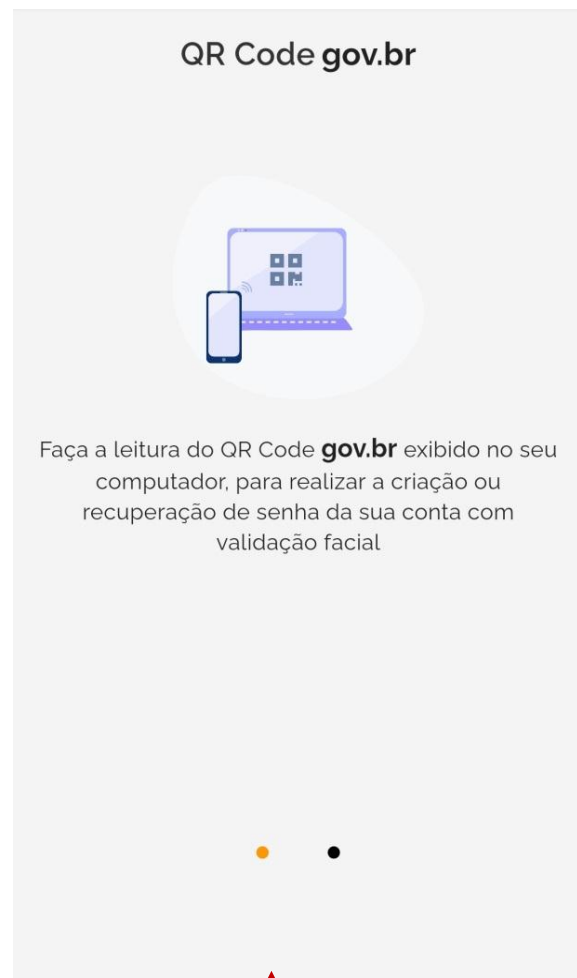 QR Code gov.br
Faça a leitura do QR Code gov.br exibido no seu
computador, para realizar a criação ou
recuperação de senha da sua conta com
validação facial